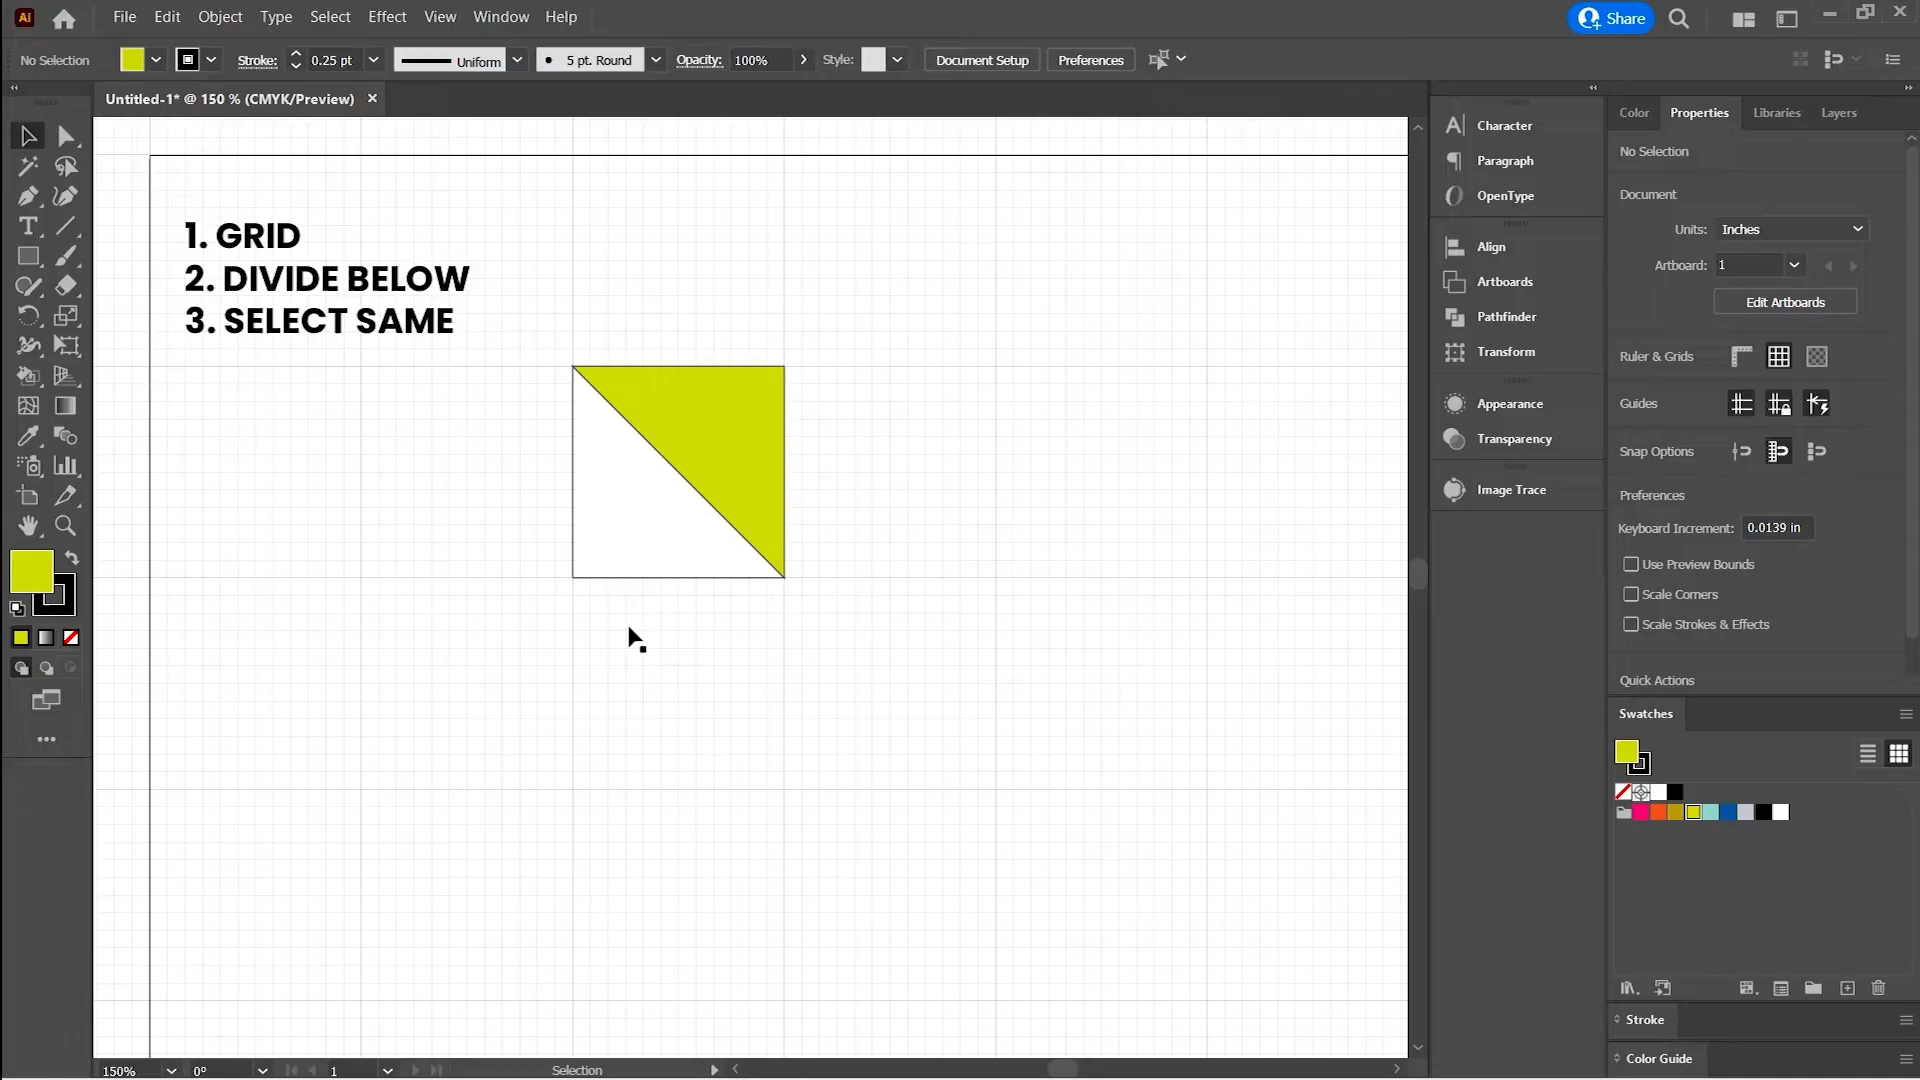 Ai File Edit Object Type Select Effect View Window Help Share
No Selection Stroke: 0.25 pt Uniform 5 pt. Round Opacity: 100% Style: Document Setup Preferences
Untitled-1* @ 150 % (CMYK/Preview)
1. GRID
2. DIVIDE BELOW
3. SELECT SAME
Character
Paragraph
OpenType
Align
Artboards
Pathfinder
Transform
Appearance
Transparency
Image Trace
Color Properties Libraries Layers
No Selection
Document
Units: Inches
Artboard: 1
Edit Artboards
Ruler & Grids
Guides
Snap Options
Preferences
Keyboard Increment: 0.0139 in
Use Preview Bounds
Scale Corners
Scale Strokes & Effects
Quick Actions
Swatches
Stroke
Color Guide
150% 0° 1 Selection